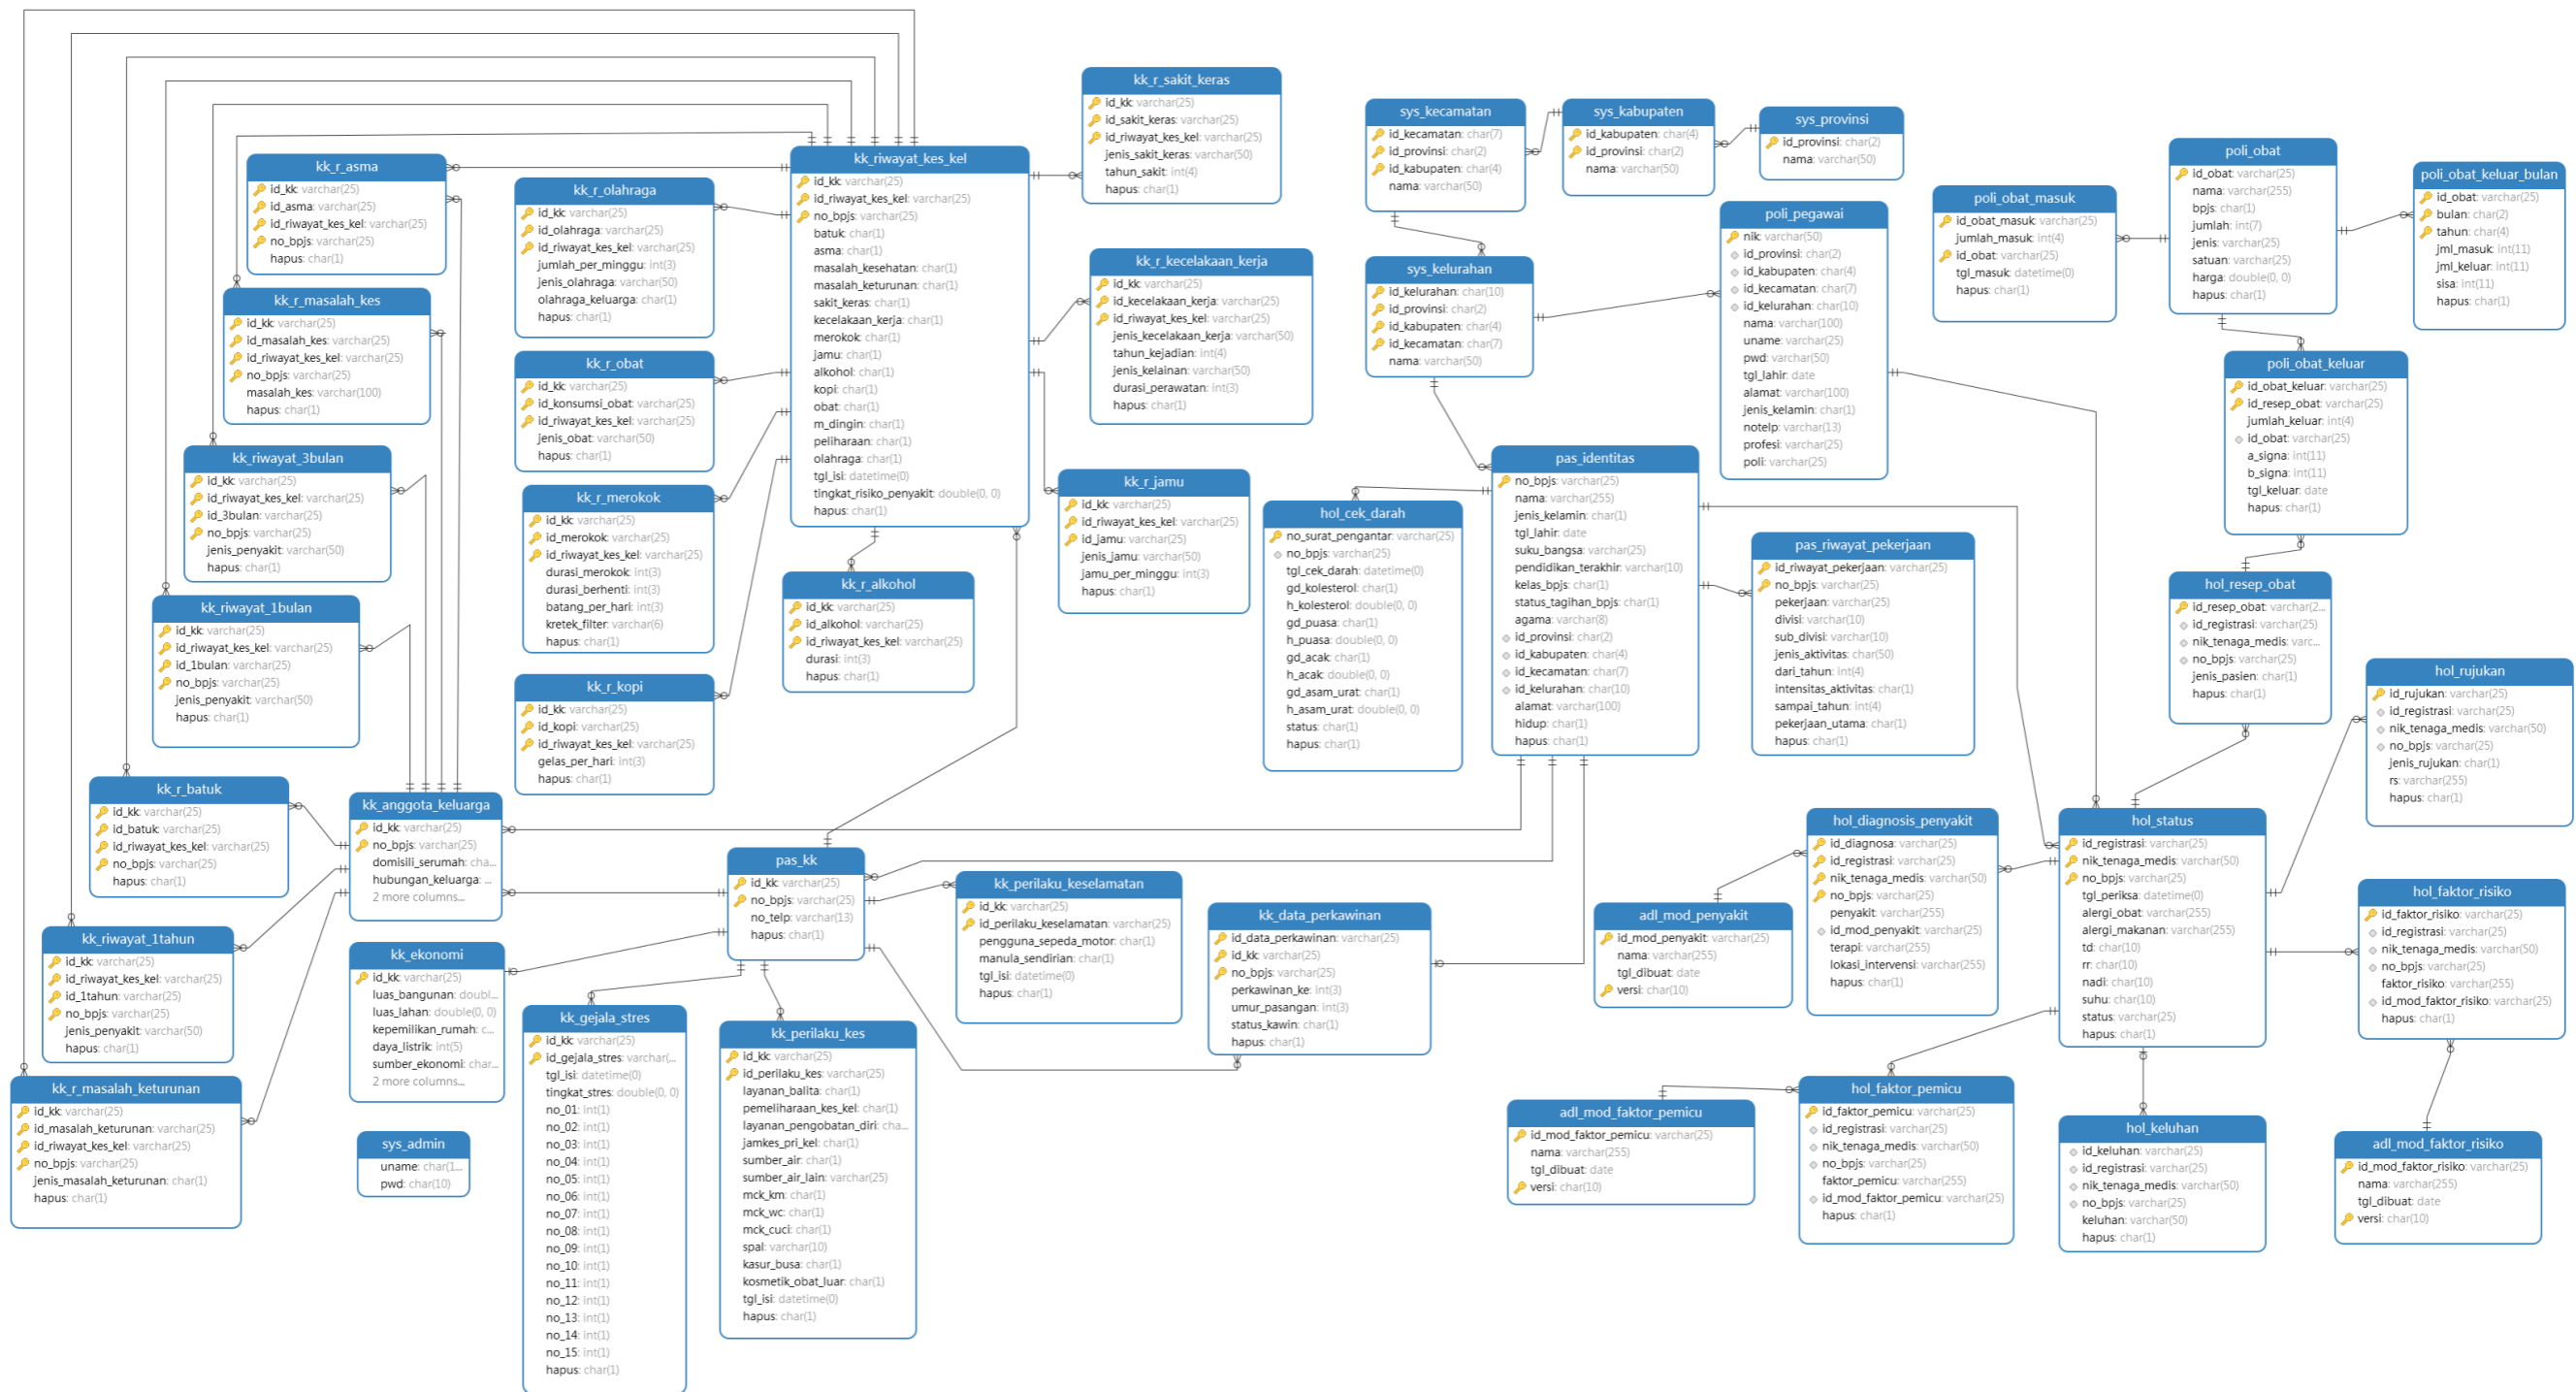 kk_r_sakit_keras
id_kk: varchar(25)
id_sakit_keras: varchar(25)
id_riwayat_kes_kel: varchar(25)
jenis_sakit_keras: varchar(50)
tahun_sakit: int(4)
hapus: char(1)
sys_kecamatan
id_kecamatan: char(7)
id_provinsi: char(2)
id_kabupaten: char(4)
nama: varchar(50)
sys_kabupaten
id_kabupaten: char(4)
id_provinsi: char(2)
nama: varchar(50)
sys_provinsi
id_provinsi: char(2)
nama: varchar(50)
kk_r_asma
id_kk: varchar(25)
id_asma: varchar(25)
id_riwayat_kes_kel: varchar(25)
no_bpjs: varchar(25)
hapus: char(1)
kk_r_olahraga
id_kk: varchar(25)
id_olahraga: varchar(25)
id_riwayat_kes_kel: varchar(25)
jumlah_per_minggu: int(3)
jenis_olahraga: varchar(50)
olahraga_keluarga: char(1)
hapus: char(1)
kk_riwayat_kes_kel
id_kk: varchar(25)
id_riwayat_kes_kel: varchar(25)
no_bpjs: varchar(25)
batuk: char(1)
asma: char(1)
masalah_kesehatan: char(1)
masalah_keturunan: char(1)
sakit_keras: char(1)
kecelakaan_kerja: char(1)
merokok: char(1)
jamu: char(1)
alkohol: char(1)
kopi: char(1)
obat: char(1)
m_dingin: char(1)
peliharaan: char(1)
olahraga: char(1)
tgl_isi: datetime(0)
tingkat_risiko_penyakit: double(0, 0)
hapus: char(1)
poli_obat
id_obat: varchar(25)
nama: varchar(255)
bpjs: char(1)
jumlah: int(7)
jenis: varchar(25)
satuan: varchar(25)
harga: double(0, 0)
hapus: char(1)
poli_obat_keluar_bulan
id_obat: varchar(25)
bulan: char(2)
tahun: char(4)
jml_masuk: int(11)
jml_keluar: int(11)
sisa: int(11)
hapus: char(1)
poli_obat_masuk
id_obat_masuk: varchar(25)
jumlah_masuk: int(4)
id_obat: varchar(25)
tgl_masuk: datetime(0)
hapus: char(1)
poli_pegawai
nik: varchar(50)
id_provinsi: char(2)
id_kabupaten: char(4)
id_kecamatan: char(7)
id_kelurahan: char(10)
nama: varchar(100)
uname: varchar(25)
pwd: varchar(50)
tgl_lahir: date
alamat: varchar(100)
jenis_kelamin: char(1)
notelp: varchar(13)
profesi: varchar(25)
poli: varchar(25)
kk_r_kecelakaan_kerja
id_kk: varchar(25)
id_kecelakaan_kerja: varchar(25)
id_riwayat_kes_kel: varchar(25)
jenis_kecelakaan_kerja: varchar(50)
tahun_kejadian: int(4)
jenis_kelainan: varchar(50)
durasi_perawatan: int(3)
hapus: char(1)
sys_kelurahan
id_kelurahan: char(10)
id_provinsi: char(2)
id_kabupaten: char(4)
id_kecamatan: char(7)
nama: varchar(50)
kk_r_masalah_kes
id_kk: varchar(25)
id_masalah_kes: varchar(25)
id_riwayat_kes_kel: varchar(25)
no_bpjs: varchar(25)
masalah_kes: varchar(100)
hapus: char(1)
kk_r_obat
id_kk: varchar(25)
id_konsumsi_obat: varchar(25)
id_riwayat_kes_kel: varchar(25)
jenis_obat: varchar(50)
hapus: char(1)
poli_obat_keluar
id_obat_keluar: varchar(25)
id_resep_obat: varchar(25)
jumlah_keluar: int(4)
id_obat: varchar(25)
a_signa: int(11)
b_signa: int(11)
tgl_keluar: date
hapus: char(1)
kk_riwayat_3bulan
id_kk: varchar(25)
id_riwayat_kes_kel: varchar(25)
id_3bulan: varchar(25)
no_bpjs: varchar(25)
jenis_penyakit: varchar(50)
hapus: char(1)
kk_r_merokok
id_kk: varchar(25)
id_merokok: varchar(25)
id_riwayat_kes_kel: varchar(25)
durasi_merokok: int(3)
durasi_berhenti: int(3)
batang_per_hari: int(3)
kretek_filter: varchar(6)
hapus: char(1)
kk_r_jamu
id_kk: varchar(25)
id_riwayat_kes_kel: varchar(25)
id_jamu: varchar(25)
jenis_jamu: varchar(50)
jamu_per_minggu: int(3)
hapus: char(1)
pas_identitas
no_bpjs: varchar(25)
nama: varchar(255)
jenis_kelamin: char(1)
tgl_lahir: date
suku_bangsa: varchar(25)
pendidikan_terakhir: varchar(10)
kelas_bpjs: char(1)
status_tagihan_bpjs: char(1)
agama: varchar(8)
id_provinsi: char(2)
id_kabupaten: char(4)
id_kecamatan: char(7)
id_kelurahan: char(10)
alamat: varchar(100)
hidup: char(1)
hapus: char(1)
hol_cek_darah
no_surat_pengantar: varchar(25)
no_bpjs: varchar(25)
tgl_cek_darah: datetime(0)
gd_kolesterol: char(1)
h_kolesterol: double(0, 0)
gd_puasa: char(1)
h_puasa: double(0, 0)
gd_acak: char(1)
h_acak: double(0, 0)
gd_asam_urat: char(1)
h_asam_urat: double(0, 0)
status: char(1)
hapus: char(1)
pas_riwayat_pekerjaan
id_riwayat_pekerjaan: varchar(25)
no_bpjs: varchar(25)
pekerjaan: varchar(25)
divisi: varchar(10)
sub_divisi: varchar(10)
jenis_aktivitas: char(50)
dari_tahun: int(4)
intensitas_aktivitas: char(1)
sampai_tahun: int(4)
pekerjaan_utama: char(1)
hapus: char(1)
kk_r_alkohol
id_kk: varchar(25)
id_alkohol: varchar(25)
id_riwayat_kes_kel: varchar(25)
durasi: int(3)
hapus: char(1)
hol_resep_obat
id_resep_obat: varchar(2...
id_registrasi: varchar(25)
nik_tenaga_medis: varc...
no_bpjs: varchar(25)
jenis_pasien: char(1)
hapus: char(1)
kk_riwayat_1bulan
id_kk: varchar(25)
id_riwayat_kes_kel: varchar(25)
id_1bulan: varchar(25)
no_bpjs: varchar(25)
jenis_penyakit: varchar(50)
hapus: char(1)
kk_r_kopi
id_kk: varchar(25)
id_kopi: varchar(25)
id_riwayat_kes_kel: varchar(25)
gelas_per_hari: int(3)
hapus: char(1)
hol_rujukan
id_rujukan: varchar(25)
id_registrasi: varchar(25)
nik_tenaga_medis: varchar(50)
no_bpjs: varchar(25)
jenis_rujukan: char(1)
rs: varchar(255)
hapus: char(1)
kk_r_batuk
id_kk: varchar(25)
id_batuk: varchar(25)
id_riwayat_kes_kel: varchar(25)
no_bpjs: varchar(25)
hapus: char(1)
kk_anggota_keluarga
id_kk: varchar(25)
no_bpjs: varchar(25)
domisili_serumah: cha...
hubungan_keluarga: ...
2 more columns...
hol_diagnosis_penyakit
id_diagnosa: varchar(25)
id_registrasi: varchar(25)
nik_tenaga_medis: varchar(50)
no_bpjs: varchar(25)
penyakit: varchar(255)
id_mod_penyakit: varchar(25)
terapi: varchar(255)
lokasi_intervensi: varchar(255)
hapus: char(1)
hol_status
id_registrasi: varchar(25)
nik_tenaga_medis: varchar(50)
no_bpjs: varchar(25)
tgl_periksa: datetime(0)
alergi_obat: varchar(255)
alergi_makanan: varchar(255)
td: char(10)
rr: char(10)
nadi: char(10)
suhu: char(10)
status: varchar(25)
hapus: char(1)
pas_kk
id_kk: varchar(25)
no_bpjs: varchar(25)
no_telp: varchar(13)
hapus: char(1)
kk_perilaku_keselamatan
id_kk: varchar(25)
id_perilaku_keselamatan: varchar(25)
pengguna_sepeda_motor: char(1)
manula_sendirian: char(1)
tgl_isi: datetime(0)
hapus: char(1)
kk_data_perkawinan
id_data_perkawinan: varchar(25)
id_kk: varchar(25)
no_bpjs: varchar(25)
perkawinan_ke: int(3)
umur_pasangan: int(3)
status_kawin: char(1)
hapus: char(1)
adl_mod_penyakit
id_mod_penyakit: varchar(25)
nama: varchar(255)
tgl_dibuat: date
versi: char(10)
hol_faktor_risiko
id_faktor_risiko: varchar(25)
id_registrasi: varchar(25)
nik_tenaga_medis: varchar(50)
no_bpjs: varchar(25)
faktor_risiko: varchar(255)
id_mod_faktor_risiko: varchar(25)
hapus: char(1)
kk_riwayat_1tahun
id_kk: varchar(25)
id_riwayat_kes_kel: varchar(25)
id_1tahun: varchar(25)
no_bpjs: varchar(25)
jenis_penyakit: varchar(50)
hapus: char(1)
kk_ekonomi
id_kk: varchar(25)
luas_bangunan: doubl...
luas_lahan: double(0, 0)
kepemilikan_rumah: c...
daya_listrik: int(5)
sumber_ekonomi: char...
2 more columns...
kk_gejala_stres
id_kk: varchar(25)
id_gejala_stres: varchar(...
tgl_isi: datetime(0)
tingkat_stres: double(0, 0)
no_01: int(1)
no_02: int(1)
no_03: int(1)
no_04: int(1)
no_05: int(1)
no_06: int(1)
no_07: int(1)
no_08: int(1)
no_09: int(1)
no_10: int(1)
no_11: int(1)
no_12: int(1)
no_13: int(1)
no_14: int(1)
no_15: int(1)
hapus: char(1)
kk_perilaku_kes
id_kk: varchar(25)
id_perilaku_kes: varchar(25)
layanan_balita: char(1)
pemeliharaan_kes_kel: char(1)
layanan_pengobatan_diri: cha...
jamkes_pri_kel: char(1)
sumber_air: char(1)
sumber_air_lain: varchar(25)
mck_km: char(1)
mck_wc: char(1)
mck_cuci: char(1)
spal: varchar(10)
kasur_busa: char(1)
kosmetik_obat_luar: char(1)
tgl_isi: datetime(0)
hapus: char(1)
kk_r_masalah_keturunan
id_kk: varchar(25)
id_masalah_keturunan: varchar(25)
id_riwayat_kes_kel: varchar(25)
no_bpjs: varchar(25)
jenis_masalah_keturunan: char(1)
hapus: char(1)
sys_admin
uname: char(1...
pwd: char(10)
adl_mod_faktor_pemicu
id_mod_faktor_pemicu: varchar(25)
nama: varchar(255)
tgl_dibuat: date
versi: char(10)
hol_faktor_pemicu
id_faktor_pemicu: varchar(25)
id_registrasi: varchar(25)
nik_tenaga_medis: varchar(50)
no_bpjs: varchar(25)
faktor_pemicu: varchar(255)
id_mod_faktor_pemicu: varchar(25)
hapus: char(1)
hol_keluhan
id_keluhan: varchar(25)
id_registrasi: varchar(25)
nik_tenaga_medis: varchar(50)
no_bpjs: varchar(25)
keluhan: varchar(50)
hapus: char(1)
adl_mod_faktor_risiko
id_mod_faktor_risiko: varchar(25)
nama: varchar(255)
tgl_dibuat: date
versi: char(10)